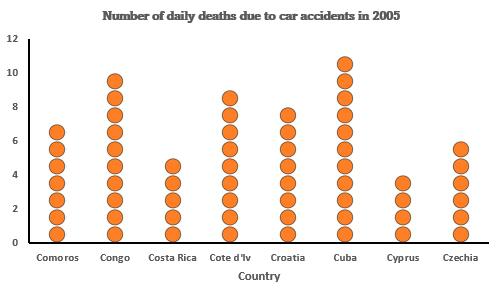 Number of daily deaths due to car accidents in 2005
12
10
8
6
4
2
0
Comoros Congo Costa Rica Cote d'Iv Croatia Cuba Cyprus Czechia
Country